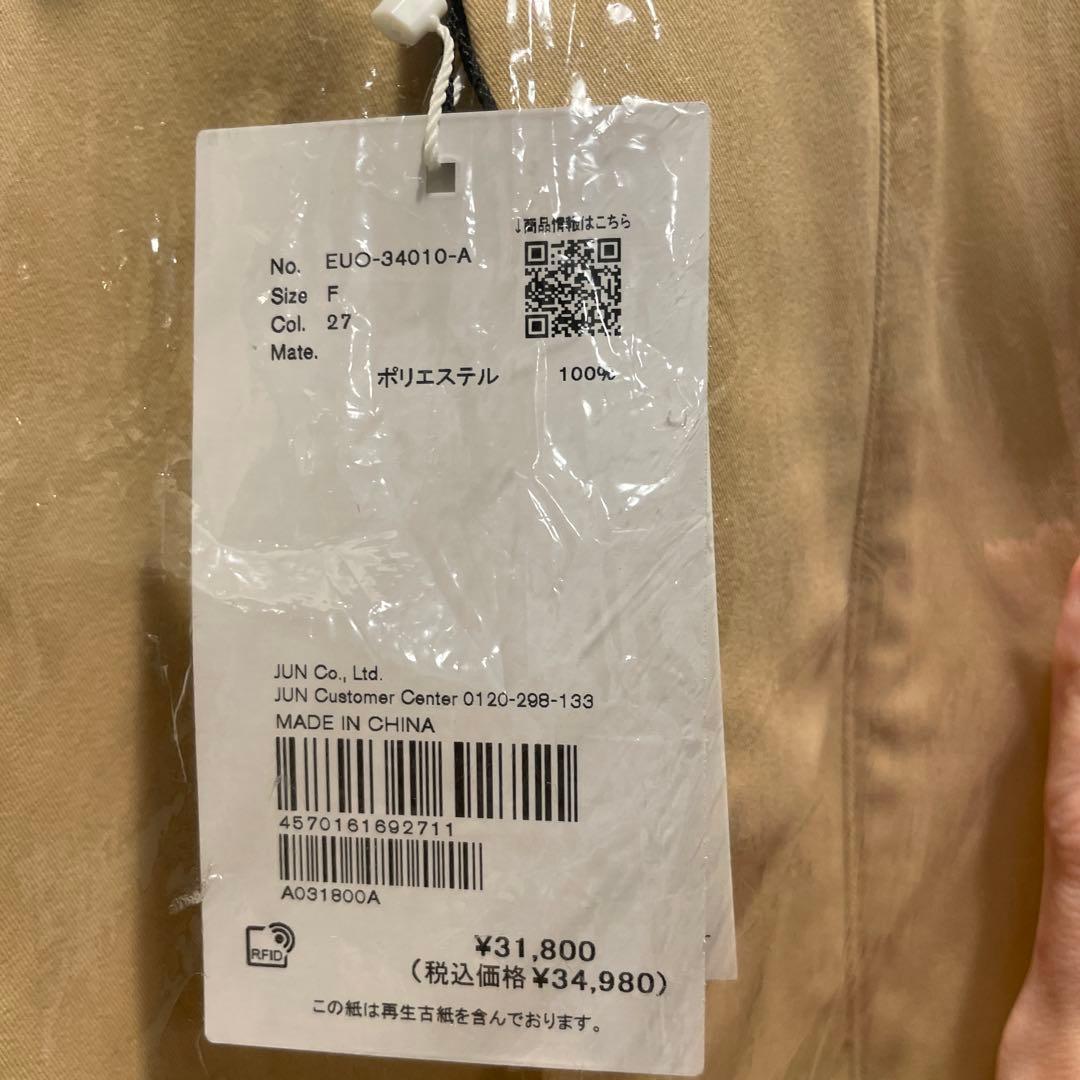 ↓商品情報はこちら
No. EUO-34010-A
Size F
Col. 27
Mate.
ポリエステル 100%
JUN Co., Ltd.
JUN Customer Center 0120-298-133
MADE IN CHINA
4570161692711
A031800A
RFID
¥31,800
(税込価格¥34,980)
この紙は再生古紙を含んでおります。